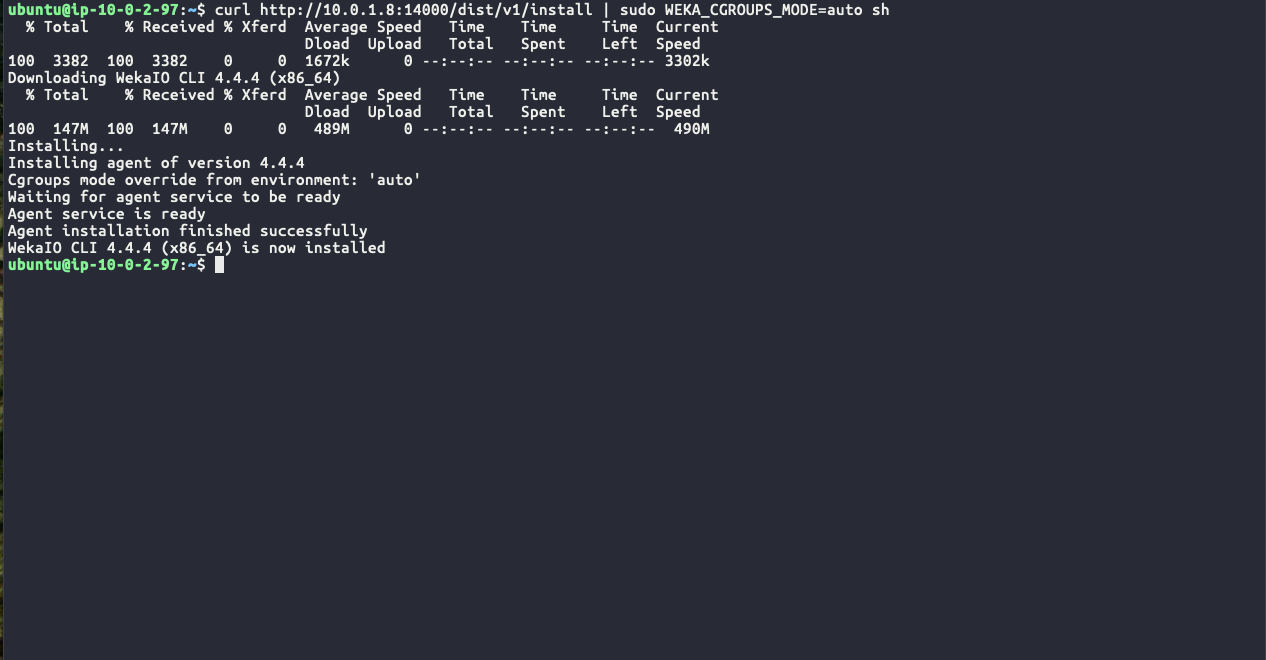 ubuntu@ip-10-0-2-97:~$ curl http://10.0.1.8:14000/dist/v1/install | sudo WEKA_CGROUPS_MODE=auto sh
  % Total    % Received % Xferd  Average Speed   Time    Time     Time  Current
                                 Dload  Upload   Total   Spent    Left  Speed
100  3382  100  3382    0     0  1672k      0 --:--:-- --:--:-- --:--:-- 3302k
Downloading WekaIO CLI 4.4.4 (x86_64)
  % Total    % Received % Xferd  Average Speed   Time    Time     Time  Current
                                 Dload  Upload   Total   Spent    Left  Speed
100  147M  100  147M    0     0   489M      0 --:--:-- --:--:-- --:--:--  490M
Installing...
Installing agent of version 4.4.4
Cgroups mode override from environment: 'auto'
Waiting for agent service to be ready
Agent service is ready
Agent installation finished successfully
WekaIO CLI 4.4.4 (x86_64) is now installed
ubuntu@ip-10-0-2-97:~$